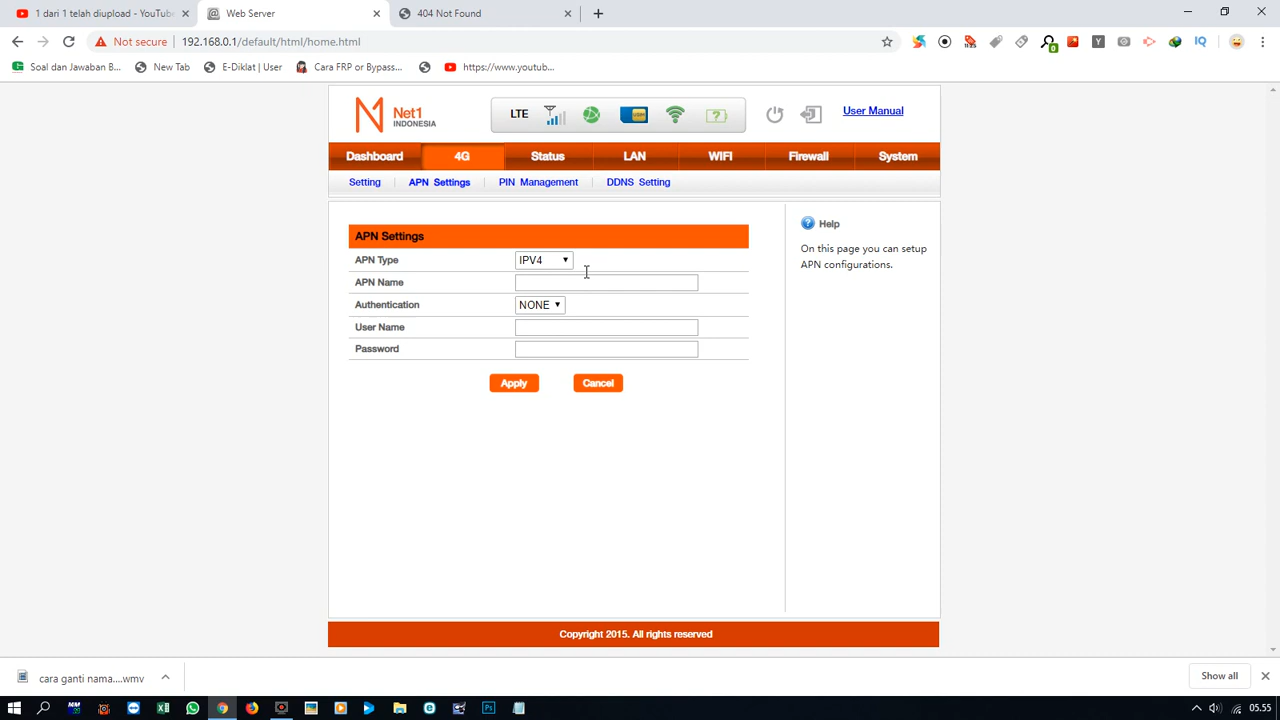 1 dari 1 telah diupload - YouTube
Web Server
404 Not Found
Not secure
192.168.0.1/default/html/home.html
Soal dan Jawaban B...
New Tab
E-Diklat | User
Cara FRP or Bypass...
https://www.youtub...
Net1
INDONESIA
LTE
User Manual
Dashboard
4G
Status
LAN
WIFI
Firewall
System
Setting
APN Settings
PIN Management
DDNS Setting
APN Settings
APN Type
IPV4
APN Name
Authentication
NONE
User Name
Password
Apply
Cancel
Help
On this page you can setup
APN configurations.
Copyright 2015. All rights reserved
cara ganti nama....wmv
Show all
05.55